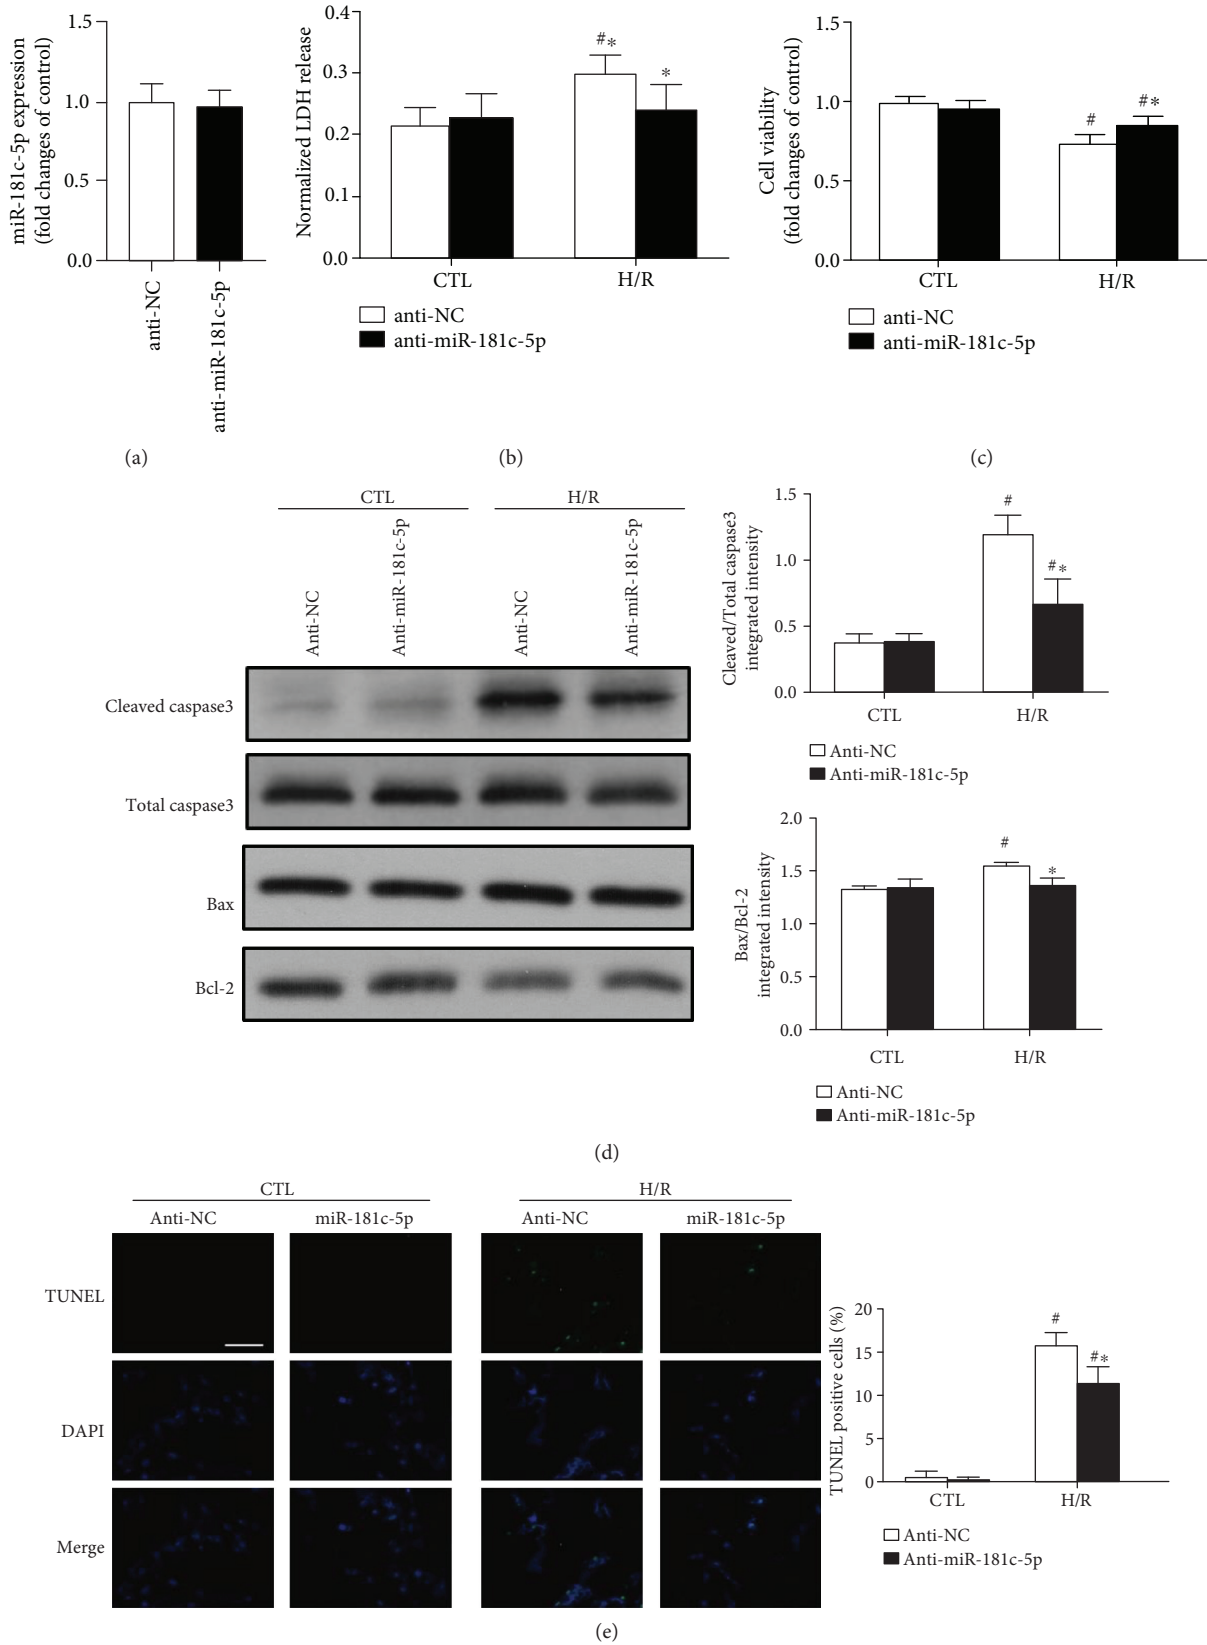 miR-181c-5p expression
(fold changes of control)
1.5
1.0
0.5
0.0
anti-NC
anti-miR-181c-5p
(a)
Normalized LDH release
0.4
0.3
0.2
0.1
0.0
#*
*
CTL
H/R
anti-NC
anti-miR-181c-5p
(b)
Cell viability
(fold changes of control)
1.5
1.0
0.5
0.0
#
#*
CTL
H/R
anti-NC
anti-miR-181c-5p
(c)
CTL
H/R
Anti-NC
Anti-miR-181c-5p
Anti-NC
Anti-miR-181c-5p
Cleaved caspase3
Total caspase3
Bax
Bcl-2
Cleaved/Total caspase3
integrated intensity
1.5
1.0
0.5
0.0
#
#*
CTL
H/R
Anti-NC
Anti-miR-181c-5p
Bax/Bcl-2
integrated intensity
2.0
1.5
1.0
0.5
0.0
#
*
CTL
H/R
Anti-NC
Anti-miR-181c-5p
(d)
CTL
H/R
Anti-NC
miR-181c-5p
Anti-NC
miR-181c-5p
TUNEL
DAPI
Merge
TUNEL positive cells (%)
20
15
10
5
0
#
#*
CTL
H/R
Anti-NC
Anti-miR-181c-5p
(e)